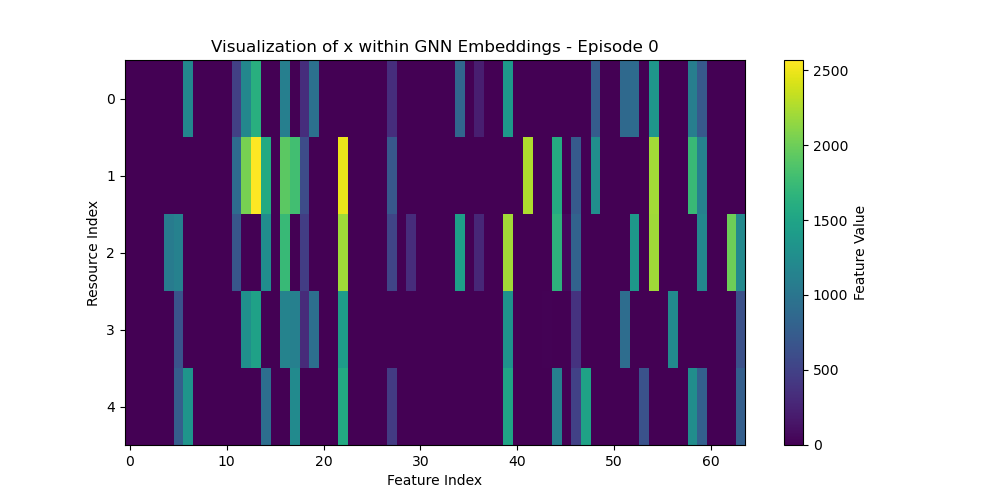 Visualization of x within GNN Embeddings - Episode 0
0
1
2
3
4
Resource Index
0 10 20 30 40 50 60
Feature Index
2500
2000
1500
1000
500
0
Feature Value